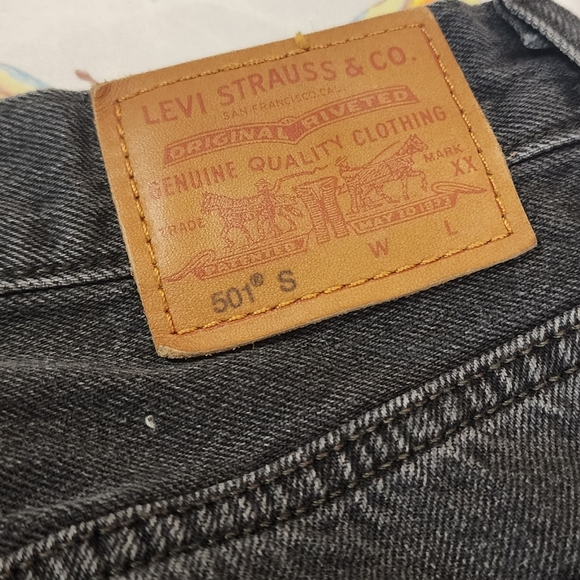 LEVI STRAUSS & CO.
SAN FRANCISCO, CAL.
ORIGINAL RIVETED
GENUINE QUALITY CLOTHING
TRADE MARK
XX
PATENTED MAY 20 1873
501® S W L